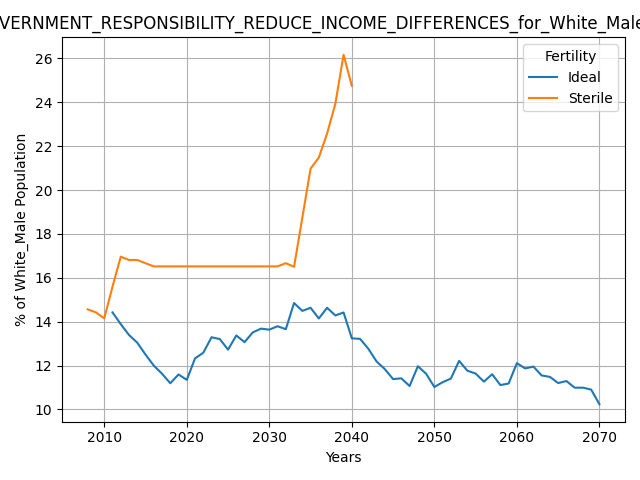 VERNMENT_RESPONSIBILITY_REDUCE_INCOME_DIFFERENCES_for_White_Male
Fertility
Ideal
Sterile
% of White_Male Population
26
24
22
20
18
16
14
12
10
2010 2020 2030 2040 2050 2060 2070
Years